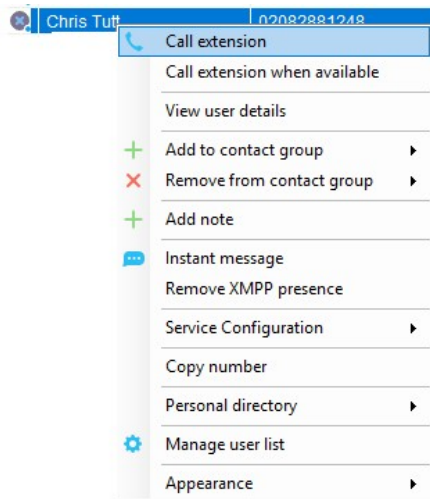 Chris Tutt 02082881248
Call extension
Call extension when available
View user details
Add to contact group
Remove from contact group
Add note
Instant message
Remove XMPP presence
Service Configuration
Copy number
Personal directory
Manage user list
Appearance